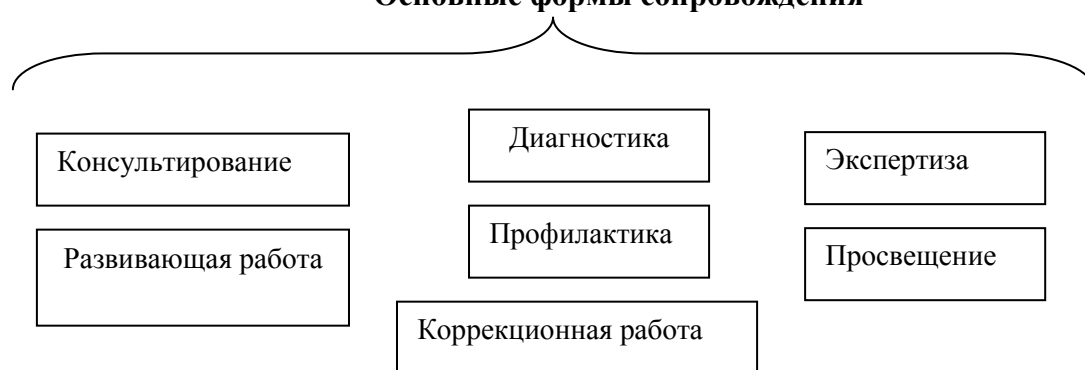 Основные формы сопровождения
Диагностика
Консультирование
Экспертиза
Профилактика
Развивающая работа
Просвещение
Коррекционная работа